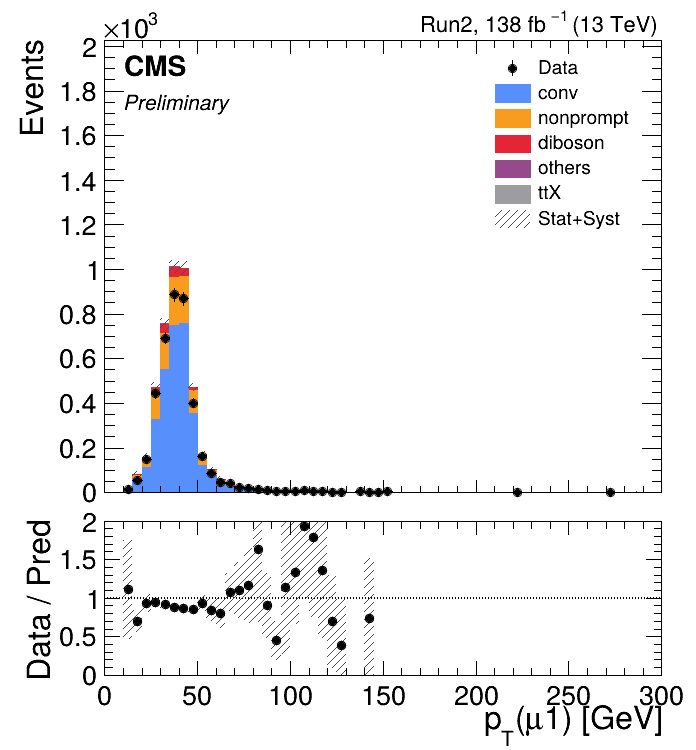 ×10³
Run2, 138 fb⁻¹ (13 TeV)
Events
CMS
Preliminary
Data
conv
nonprompt
diboson
others
ttX
Stat+Syst
2
1.8
1.6
1.4
1.2
1
0.8
0.6
0.4
0.2
0
Data / Pred
2
1.5
1
0.5
0
0 50 100 150 200 250 300
p_T(μ1) [GeV]